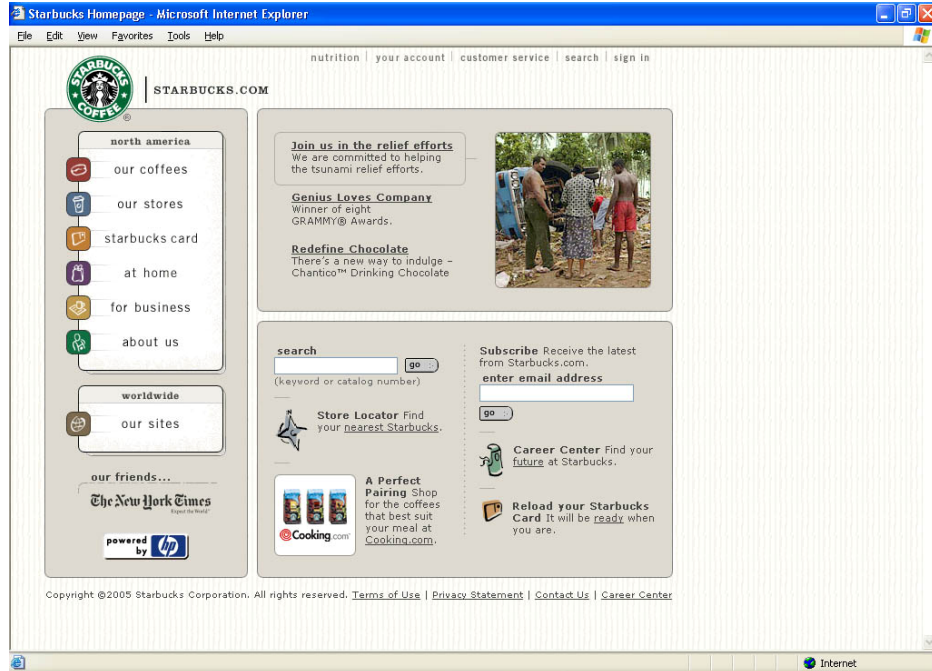 Starbucks Homepage - Microsoft Internet Explorer
File Edit View Favorites Tools Help
nutrition | your account | customer service | search | sign in
STARBUCKS COFFEE ®
STARBUCKS.COM
north america
our coffees
our stores
starbucks card
at home
for business
about us
worldwide
our sites
our friends...
The New York Times
Expect the World®
powered by hp
Join us in the relief efforts
We are committed to helping
the tsunami relief efforts.
Genius Loves Company
Winner of eight
GRAMMY® Awards.
Redefine Chocolate
There's a new way to indulge –
Chantico™ Drinking Chocolate
search
go
(keyword or catalog number)
Store Locator Find
your nearest Starbucks.
A Perfect
Pairing Shop
for the coffees
that best suit
your meal at
Cooking.com.
Cooking.com
Subscribe Receive the latest
from Starbucks.com.
enter email address
go
Career Center Find your
future at Starbucks.
Reload your Starbucks
Card It will be ready when
you are.
Copyright ©2005 Starbucks Corporation. All rights reserved. Terms of Use | Privacy Statement | Contact Us | Career Center
Internet